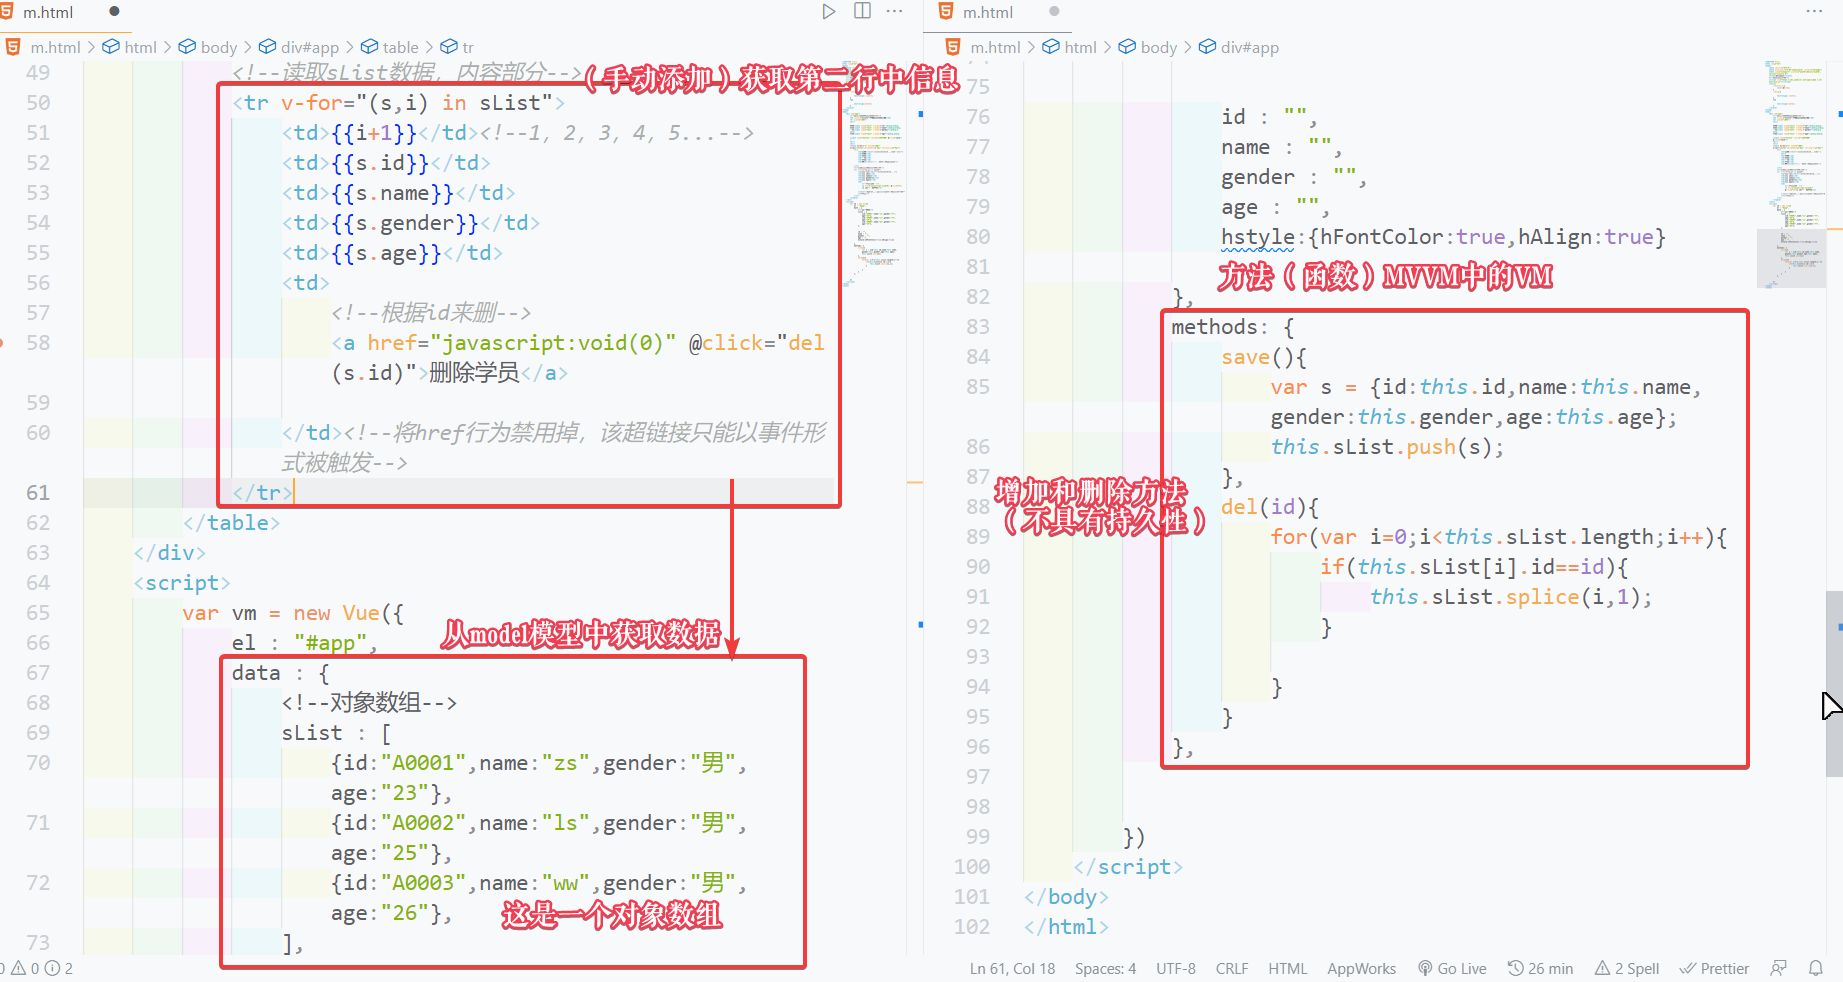 m.html
m.html > html > body > div#app > table > tr
49 <!--读取sList数据, 内容部分-->
(手动添加)获取第二行中信息
50 <tr v-for="(s,i) in sList">
51 <td>{{i+1}}</td><!--1, 2, 3, 4, 5...-->
52 <td>{{s.id}}</td>
53 <td>{{s.name}}</td>
54 <td>{{s.gender}}</td>
55 <td>{{s.age}}</td>
56 <td>
57 <!--根据id来删-->
58 <a href="javascript:void(0)" @click="del
(s.id)">删除学员</a>
59
60 </td><!--将href行为禁用掉, 该超链接只能以事件形
式被触发-->
61 </tr>
62 </table>
63 </div>
64 <script>
65 var vm = new Vue({
66 el : "#app",
从model模型中获取数据
67 data : {
68 <!--对象数组-->
69 sList : [
70 {id:"A0001",name:"zs",gender:"男",
age:"23"},
71 {id:"A0002",name:"ls",gender:"男",
age:"25"},
72 {id:"A0003",name:"ww",gender:"男",
age:"26"},
这是一个对象数组
73 ],
0 0 2
m.html
m.html > html > body > div#app
75
76 id : "",
77 name : "",
78 gender : "",
79 age : "",
80 hstyle:{hFontColor:true,hAlign:true}
81
方法(函数)MVVM中的VM
82 },
83 methods: {
84 save(){
85 var s = {id:this.id,name:this.name,
gender:this.gender,age:this.age};
86 this.sList.push(s);
87 },
增加和删除方法
(不具有持久性)
88 del(id){
89 for(var i=0;i<this.sList.length;i++){
90 if(this.sList[i].id==id){
91 this.sList.splice(i,1);
92 }
93
94 }
95 }
96 },
97
98
99 })
100 </script>
101 </body>
102 </html>
Ln 61, Col 18 Spaces: 4 UTF-8 CRLF HTML AppWorks Go Live 26 min 2 Spell Prettier